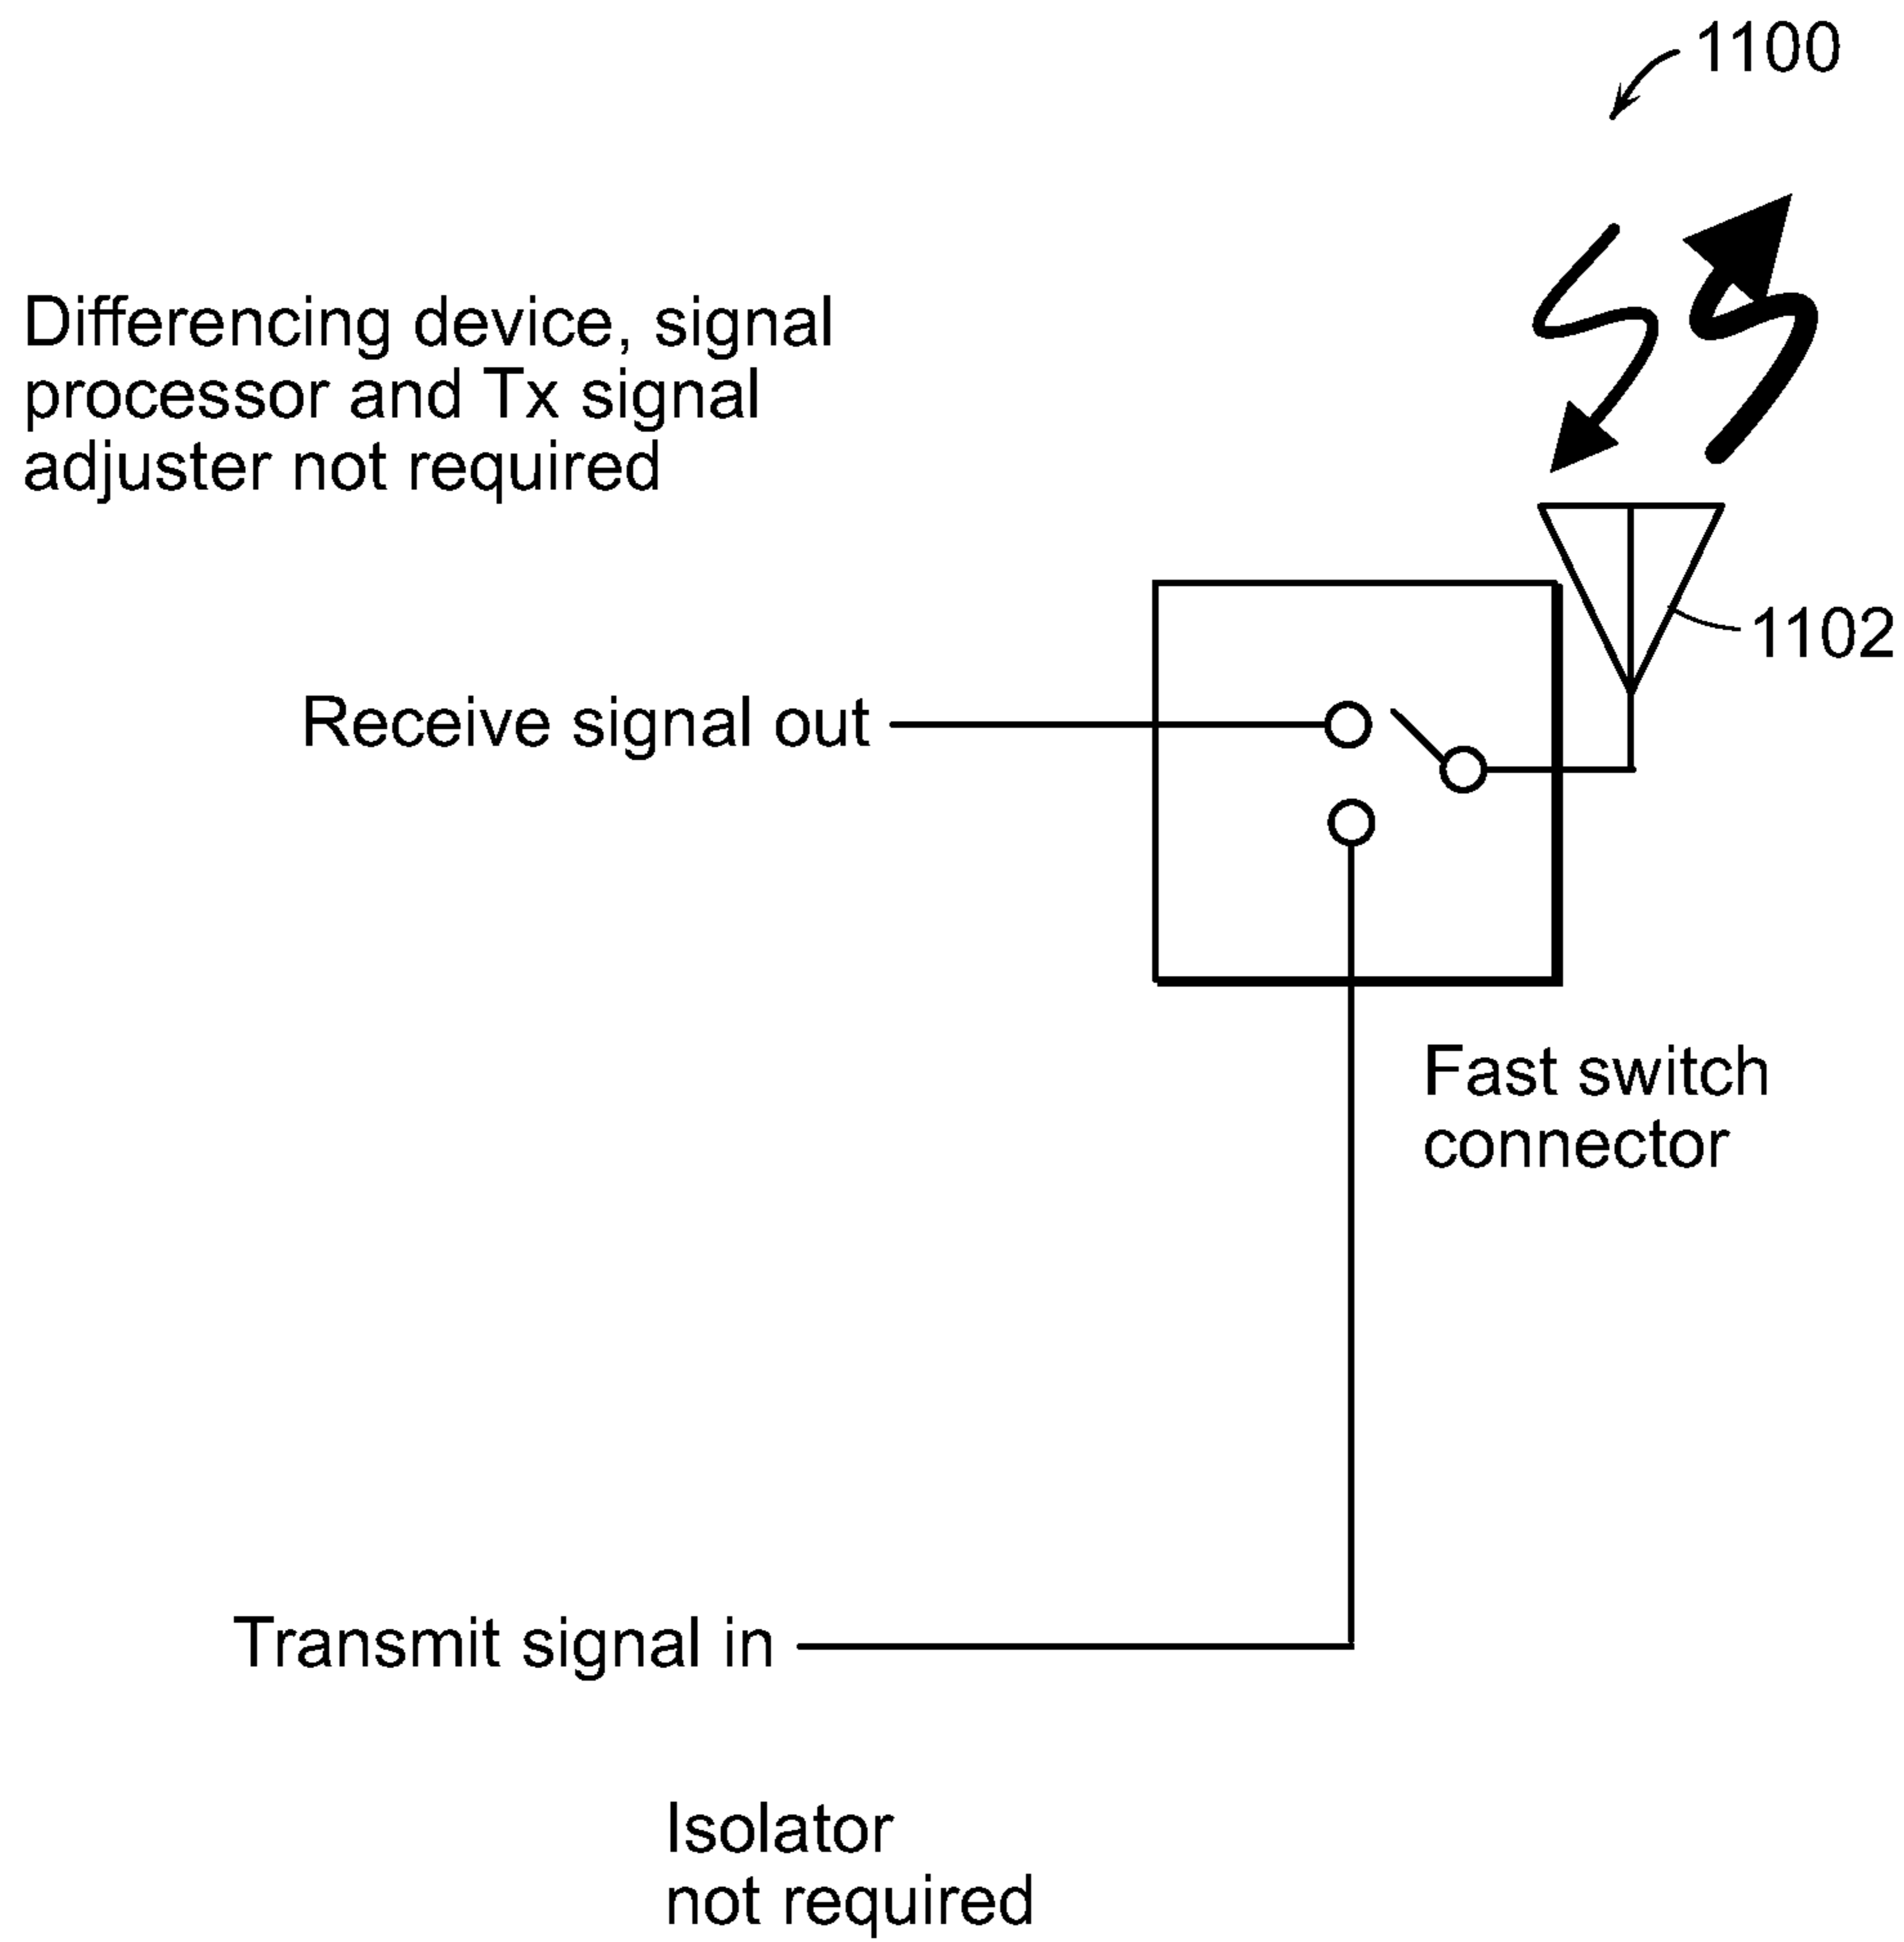 1100
Differencing device, signal
processor and Tx signal
adjuster not required
1102
Receive signal out
Fast switch
connector
Transmit signal in
Isolator
not required